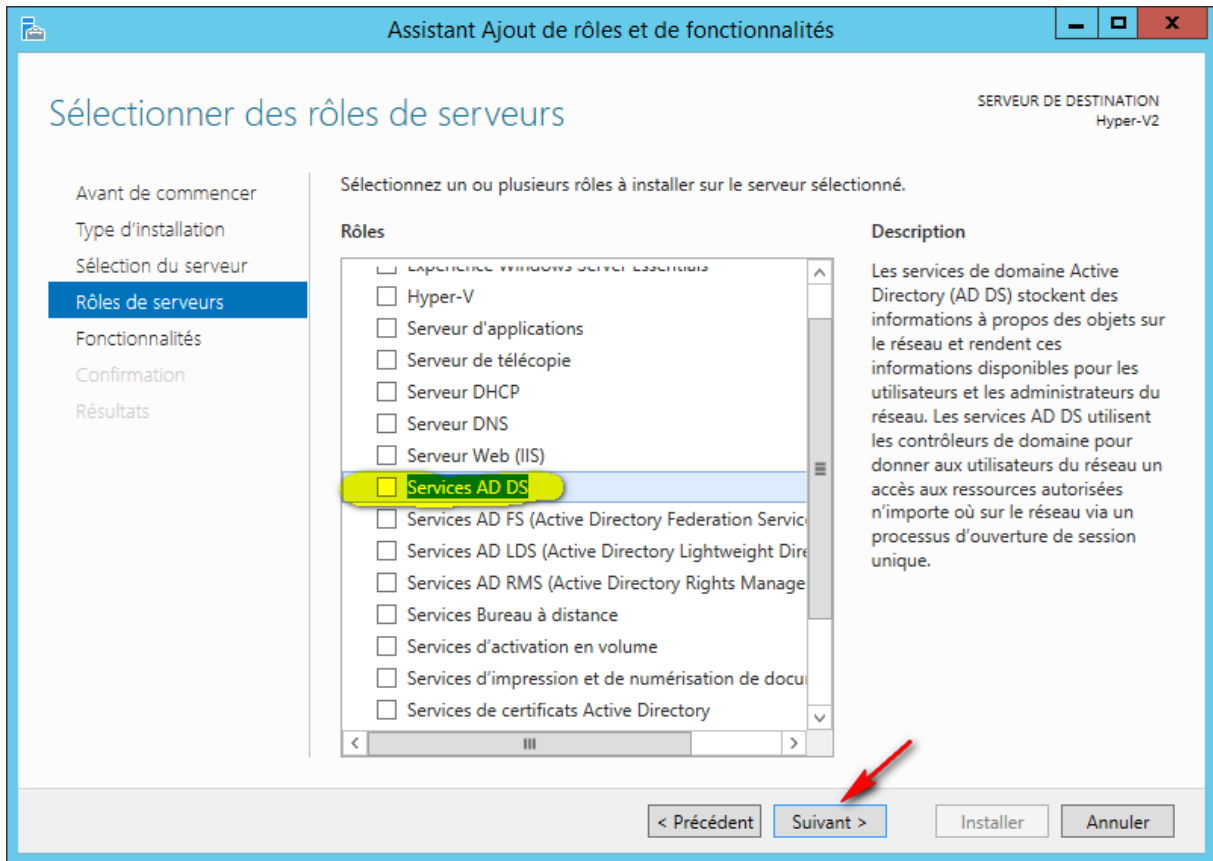 Assistant Ajout de rôles et de fonctionnalités
Sélectionner des rôles de serveurs
SERVEUR DE DESTINATION
Hyper-V2
Avant de commencer
Type d'installation
Sélection du serveur
Rôles de serveurs
Fonctionnalités
Confirmation
Résultats
Sélectionnez un ou plusieurs rôles à installer sur le serveur sélectionné.
Rôles
Expérience Windows Server Essentials
Hyper-V
Serveur d'applications
Serveur de télécopie
Serveur DHCP
Serveur DNS
Serveur Web (IIS)
Services AD DS
Services AD FS (Active Directory Federation Servic
Services AD LDS (Active Directory Lightweight Dire
Services AD RMS (Active Directory Rights Manage
Services Bureau à distance
Services d'activation en volume
Services d'impression et de numérisation de docu
Services de certificats Active Directory
Description
Les services de domaine Active
Directory (AD DS) stockent des
informations à propos des objets sur
le réseau et rendent ces
informations disponibles pour les
utilisateurs et les administrateurs du
réseau. Les services AD DS utilisent
les contrôleurs de domaine pour
donner aux utilisateurs du réseau un
accès aux ressources autorisées
n'importe où sur le réseau via un
processus d'ouverture de session
unique.
< Précédent
Suivant >
Installer
Annuler